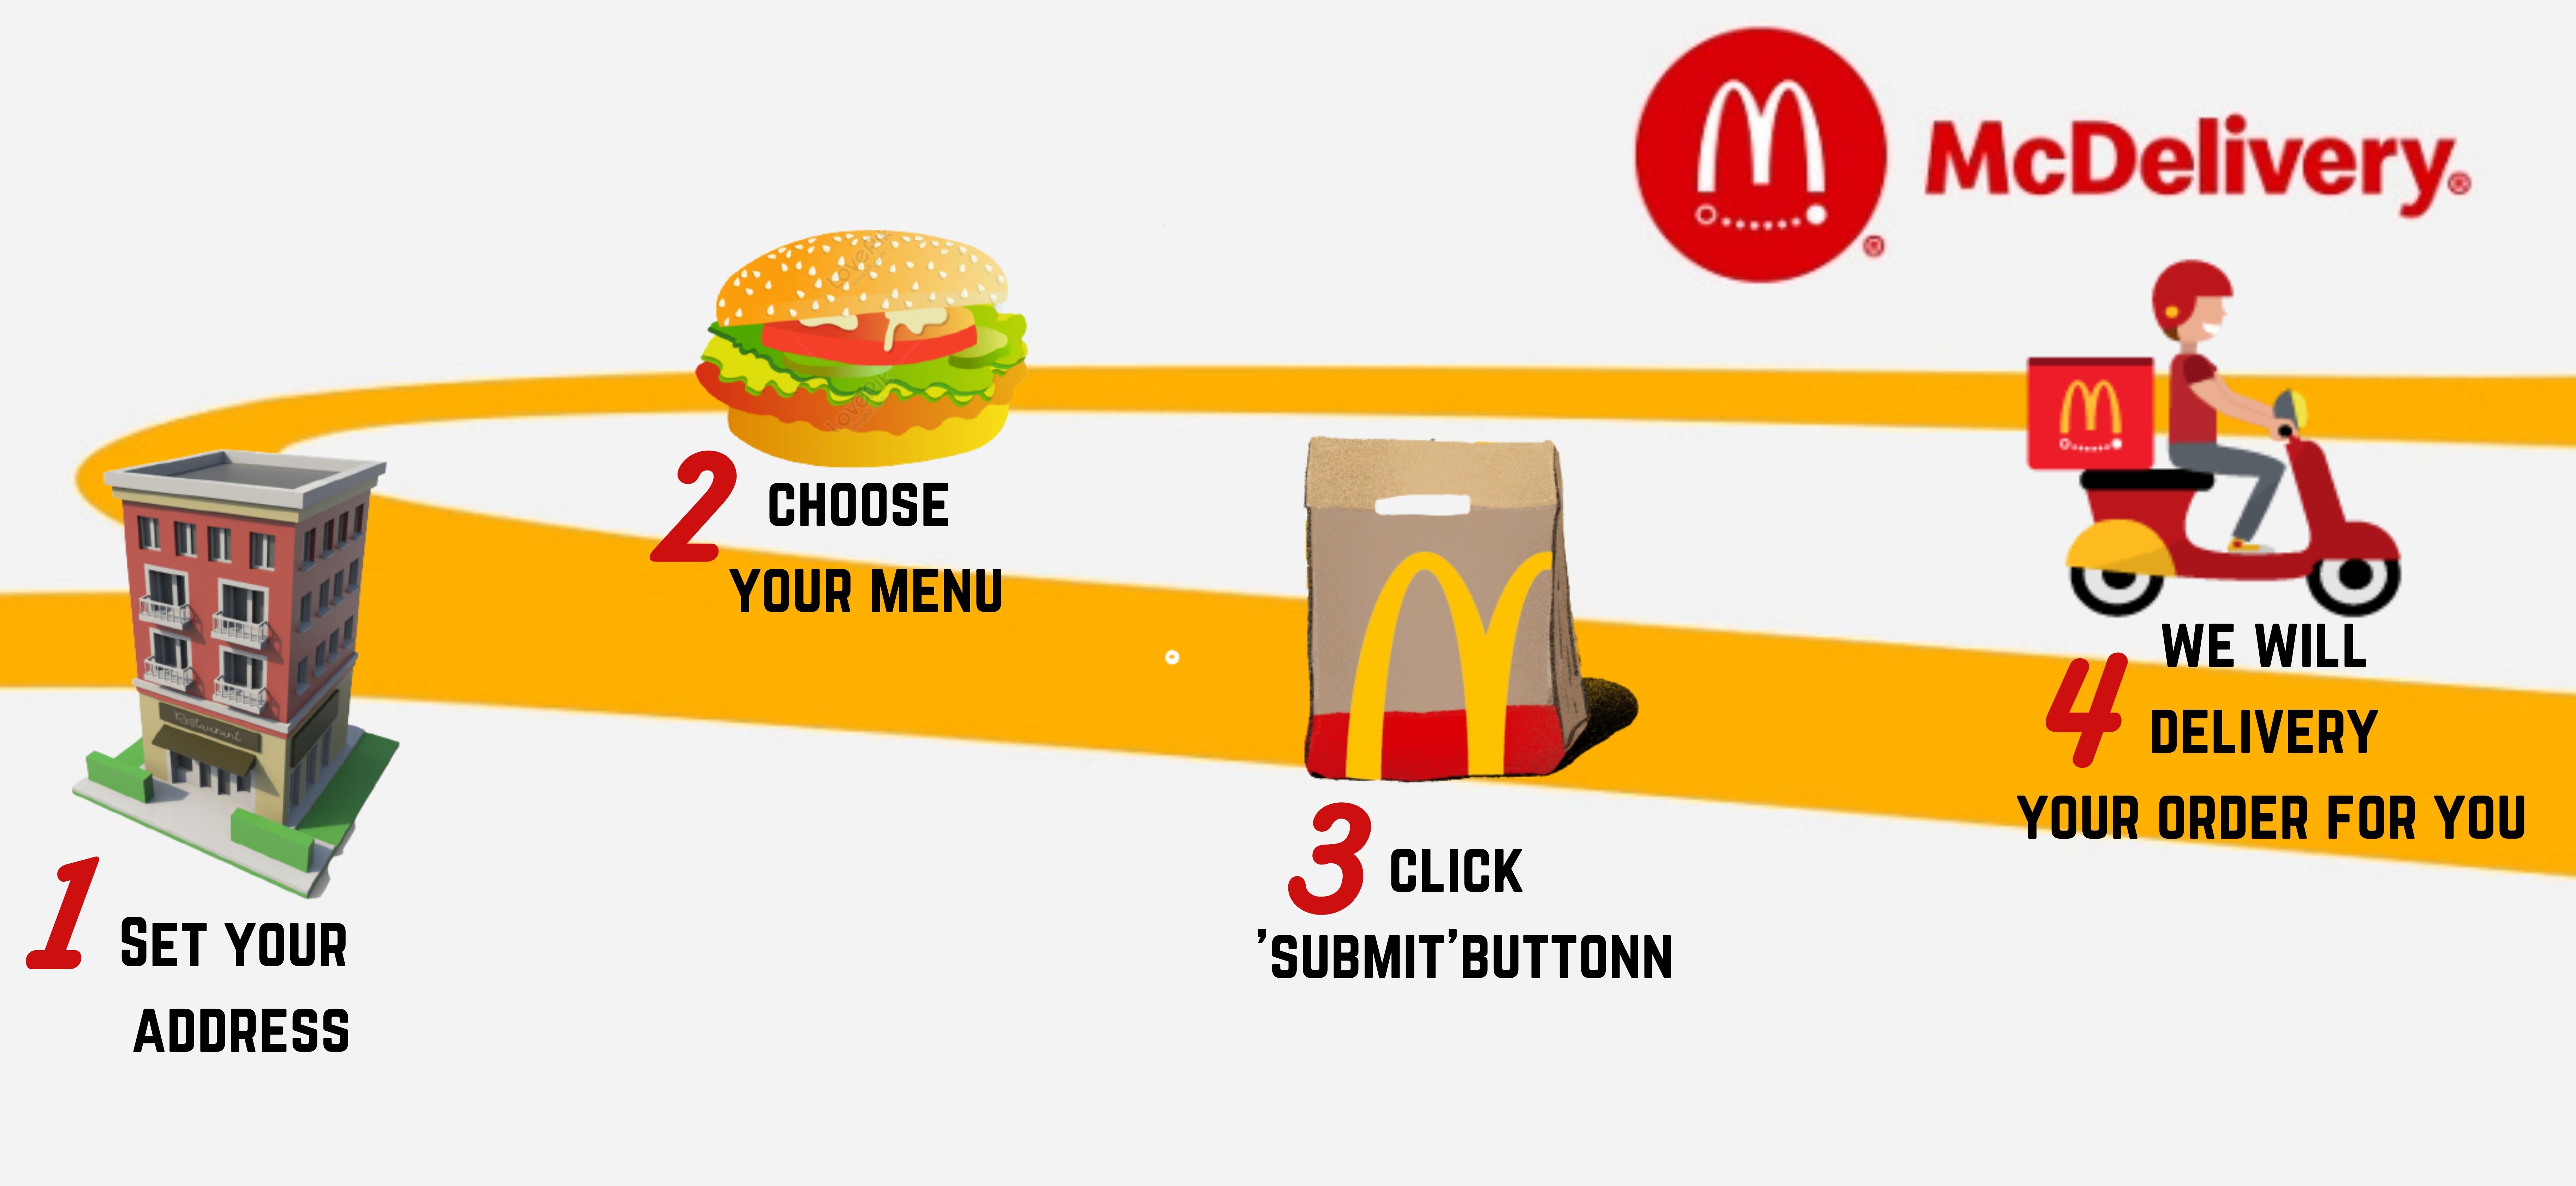 McDelivery®
1 SET YOUR
ADDRESS
Restaurant
2 CHOOSE
YOUR MENU
3 CLICK
'SUBMIT'BUTTONN
4 WE WILL
DELIVERY
YOUR ORDER FOR YOU